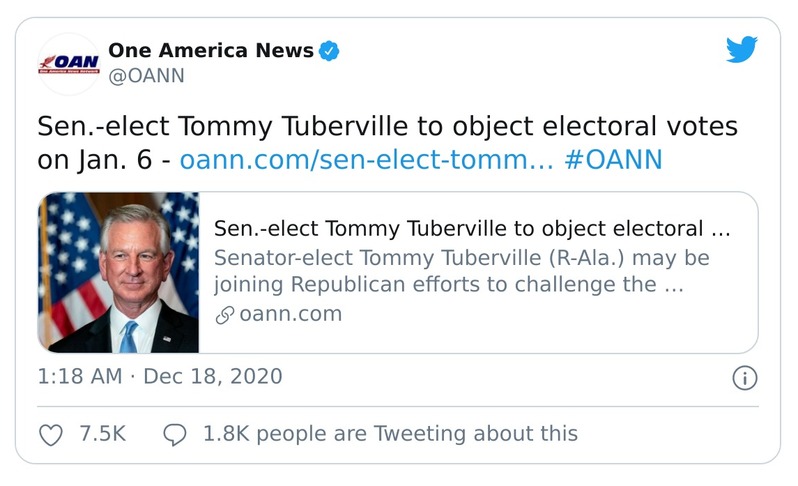 OAN
One America News Network
One America News
@OANN
Sen.-elect Tommy Tuberville to object electoral votes
on Jan. 6 - oann.com/sen-elect-tomm… #OANN
Sen.-elect Tommy Tuberville to object electoral …
Senator-elect Tommy Tuberville (R-Ala.) may be
joining Republican efforts to challenge the …
oann.com
1:18 AM · Dec 18, 2020
7.5K 1.8K people are Tweeting about this